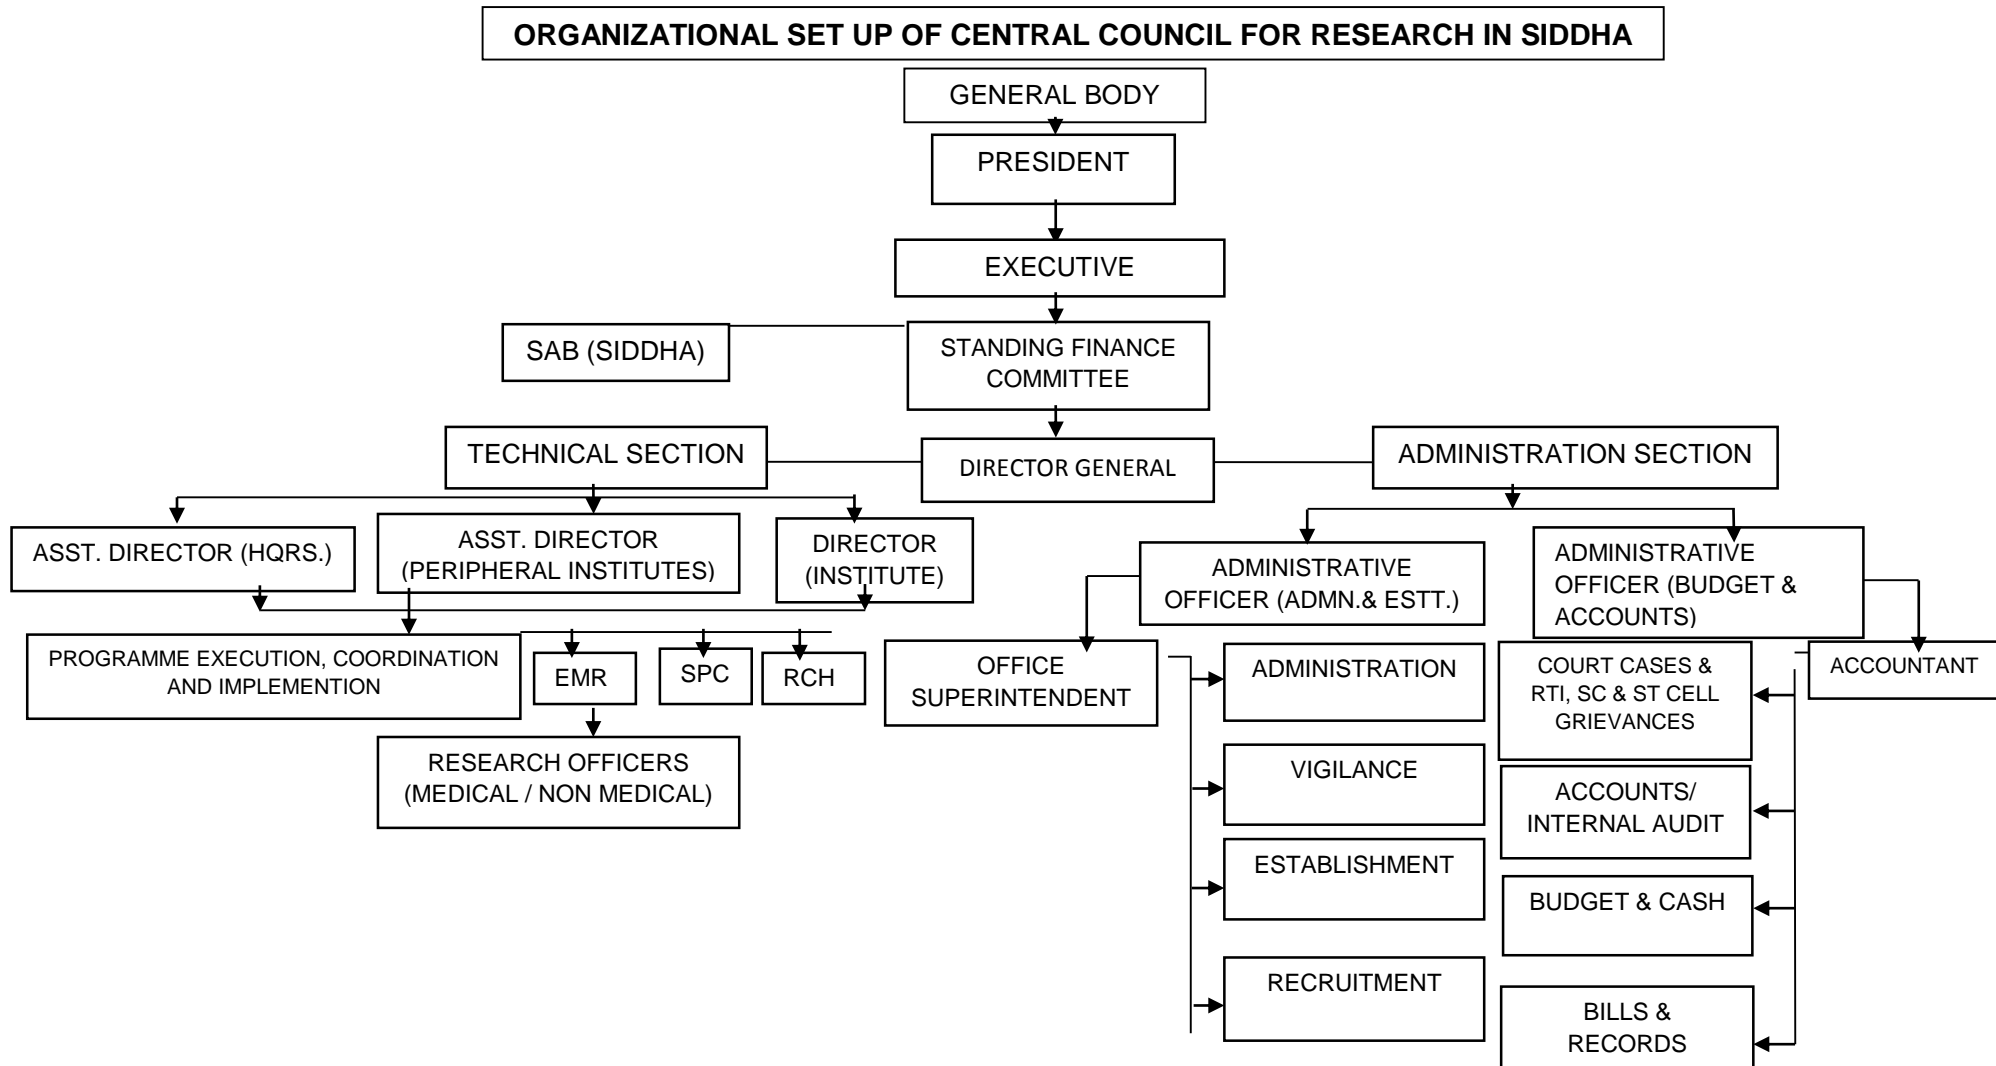 ORGANIZATIONAL SET UP OF CENTRAL COUNCIL FOR RESEARCH IN SIDDHA
GENERAL BODY
PRESIDENT
EXECUTIVE
SAB (SIDDHA)
STANDING FINANCE
COMMITTEE
TECHNICAL SECTION
DIRECTOR GENERAL
ADMINISTRATION SECTION
ASST. DIRECTOR (HQRS.)
ASST. DIRECTOR
(PERIPHERAL INSTITUTES)
DIRECTOR
(INSTITUTE)
ADMINISTRATIVE
OFFICER (ADMN.& ESTT.)
ADMINISTRATIVE
OFFICER (BUDGET &
ACCOUNTS)
PROGRAMME EXECUTION, COORDINATION
AND IMPLEMENTION
EMR
SPC
RCH
RESEARCH OFFICERS
(MEDICAL / NON MEDICAL)
OFFICE
SUPERINTENDENT
ADMINISTRATION
VIGILANCE
ESTABLISHMENT
RECRUITMENT
COURT CASES &
RTI, SC & ST CELL
GRIEVANCES
ACCOUNTS/
INTERNAL AUDIT
BUDGET & CASH
BILLS &
RECORDS
ACCOUNTANT